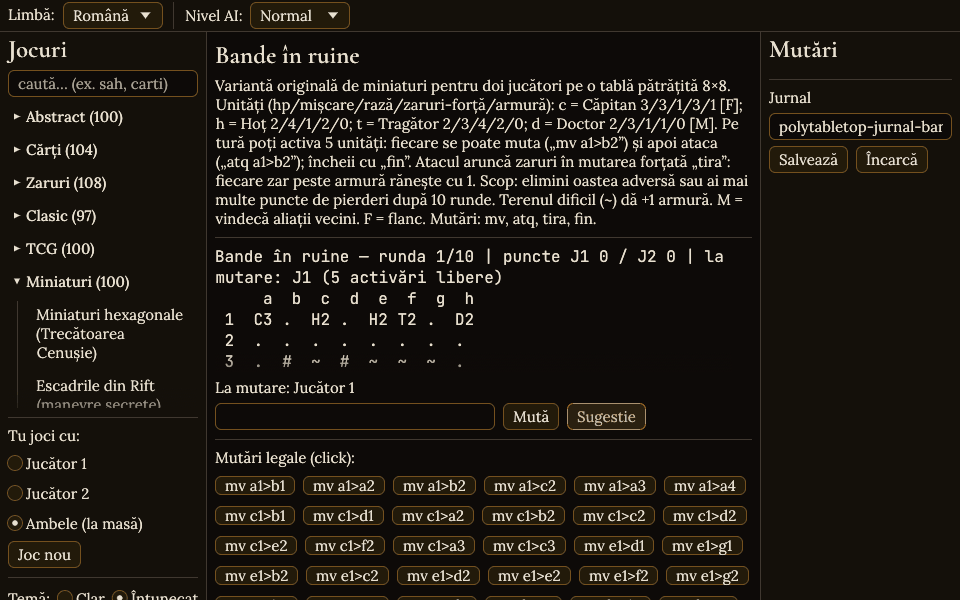 Limbă: Română ▼ Nivel AI: Normal ▼
Jocuri
caută... (ex. sah, carti)
▸ Abstract (100)
▸ Cărți (104)
▸ Zaruri (108)
▸ Clasic (97)
▸ TCG (100)
▾ Miniaturi (100)
Miniaturi hexagonale
(Trecătoarea
Cenușie)
Escadrile din Rift
(manevre secrete)
Tu joci cu:
Jucător 1
Jucător 2
Ambele (la masă)
Joc nou
Temă: Clar Întunecat
Bande în ruine
Variantă originală de miniaturi pentru doi jucători pe o tablă pătrățită 8×8.
Unități (hp/mișcare/rază/zaruri-forță/armură): c = Căpitan 3/3/1/3/1 [F];
h = Hoț 2/4/1/2/0; t = Tragător 2/3/4/2/0; d = Doctor 2/3/1/1/0 [M]. Pe
tură poți activa 5 unități: fiecare se poate muta („mv a1>b2”) și apoi ataca
(„atq a1>b2”); închei cu „fin”. Atacul aruncă zaruri în mutarea forțată „tira”:
fiecare zar peste armură rănește cu 1. Scop: elimini oastea adversă sau ai mai
multe puncte de pierderi după 10 runde. Terenul dificil (~) dă +1 armură. M =
vindecă aliații vecini. F = flanc. Mutări: mv, atq, tira, fin.
Bande în ruine — runda 1/10 | puncte J1 0 / J2 0 | la
mutare: J1 (5 activări libere)
a b c d e f g h
1 C3 . H2 . H2 T2 . D2
2 . . . . . . . .
3 . # ~ # ~ ~ ~ .
La mutare: Jucător 1
Mută Sugestie
Mutări legale (click):
mv a1>b1 mv a1>a2 mv a1>b2 mv a1>c2 mv a1>a3 mv a1>a4
mv c1>b1 mv c1>d1 mv c1>a2 mv c1>b2 mv c1>c2 mv c1>d2
mv c1>e2 mv c1>f2 mv c1>a3 mv c1>c3 mv e1>d1 mv e1>g1
mv e1>b2 mv e1>c2 mv e1>d2 mv e1>e2 mv e1>f2 mv e1>g2
Mutări
Jurnal
polytabletop-jurnal-bar
Salvează Încarcă